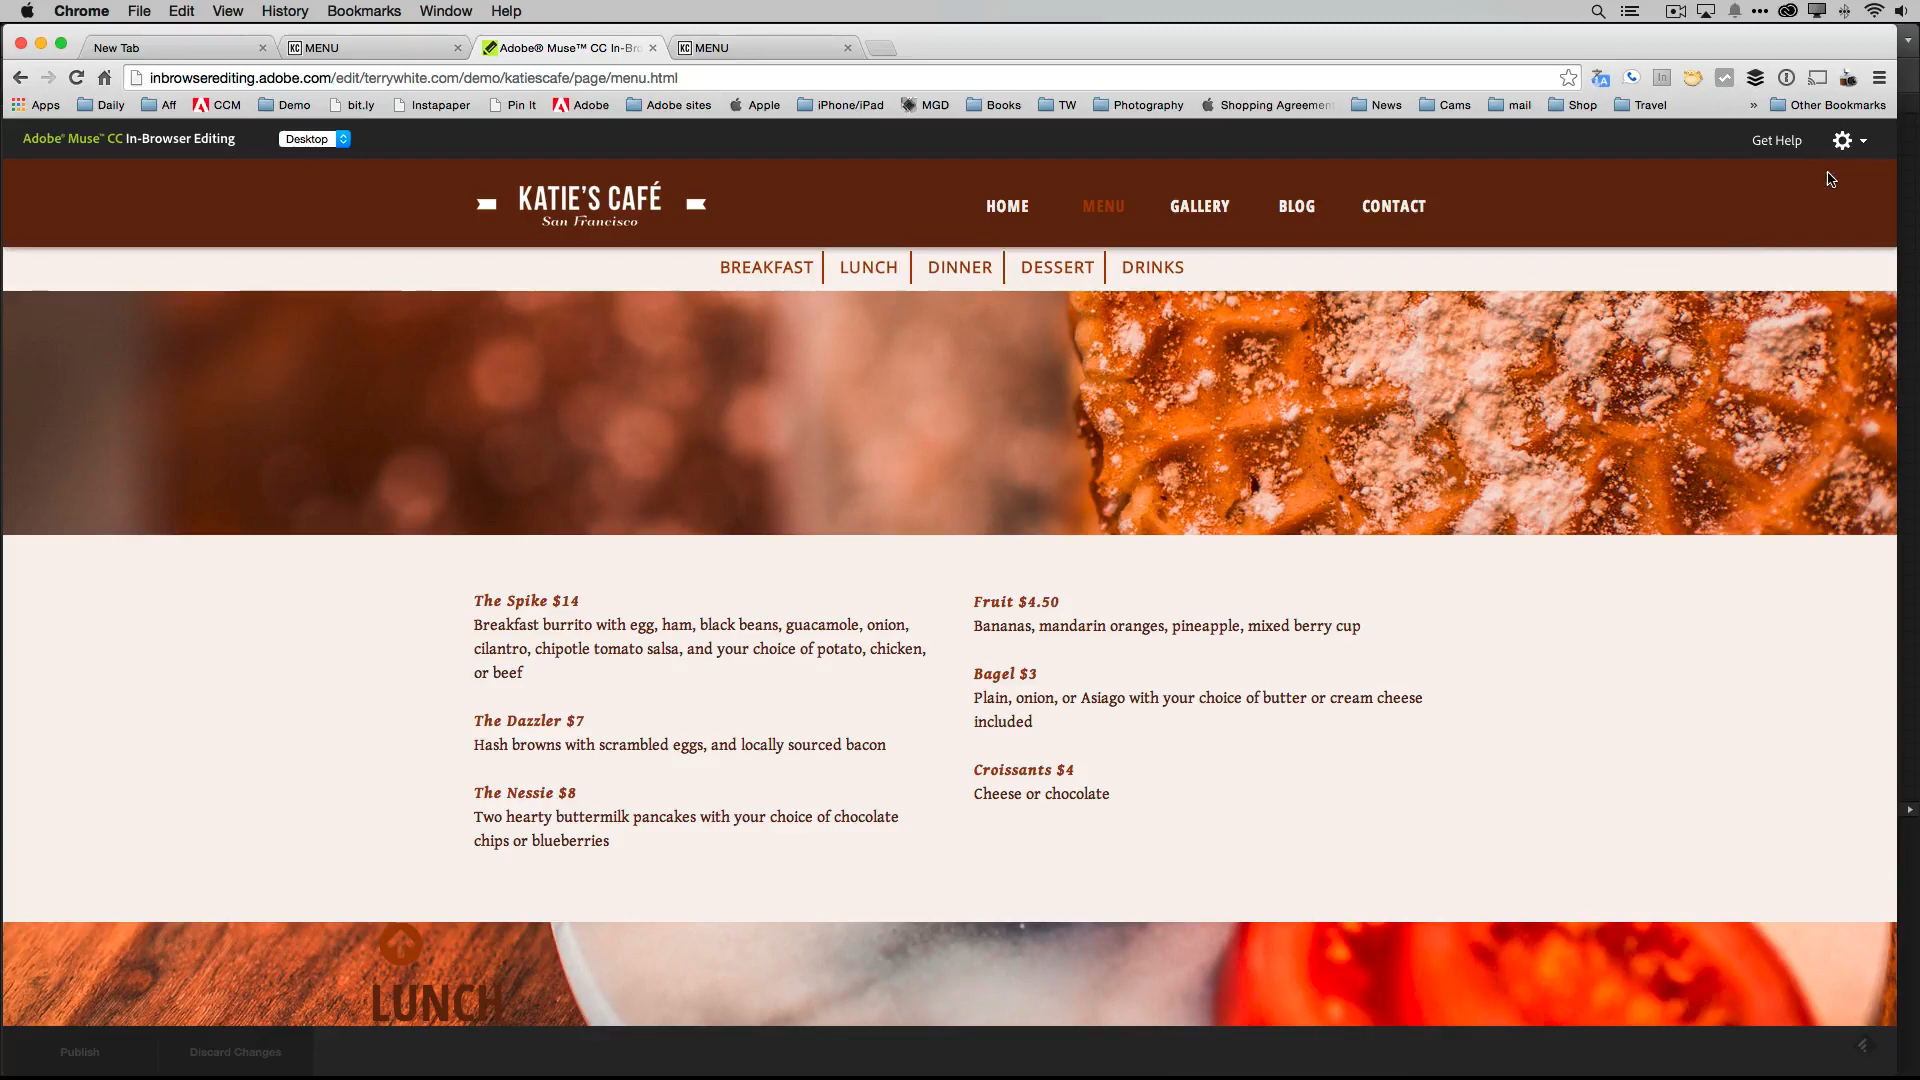 Chrome File Edit View History Bookmarks Window Help
New Tab
KC MENU
Adobe® Muse™ CC In-Bro
KC MENU
inbrowserediting.adobe.com/edit/terrywhite.com/demo/katiescafe/page/menu.html
Apps Daily Aff CCM Demo bit.ly Instapaper Pin It Adobe Adobe sites Apple iPhone/iPad MGD Books TW Photography Shopping Agreement News Cams mail Shop Travel » Other Bookmarks
Adobe® Muse™ CC In-Browser Editing
Desktop
Get Help
KATIE'S CAFÉ
San Francisco
HOME MENU GALLERY BLOG CONTACT
BREAKFAST LUNCH DINNER DESSERT DRINKS
The Spike $14
Breakfast burrito with egg, ham, black beans, guacamole, onion,
cilantro, chipotle tomato salsa, and your choice of potato, chicken,
or beef
The Dazzler $7
Hash browns with scrambled eggs, and locally sourced bacon
The Nessie $8
Two hearty buttermilk pancakes with your choice of chocolate
chips or blueberries
Fruit $4.50
Bananas, mandarin oranges, pineapple, mixed berry cup
Bagel $3
Plain, onion, or Asiago with your choice of butter or cream cheese
included
Croissants $4
Cheese or chocolate
LUNCH
Publish
Discard Changes